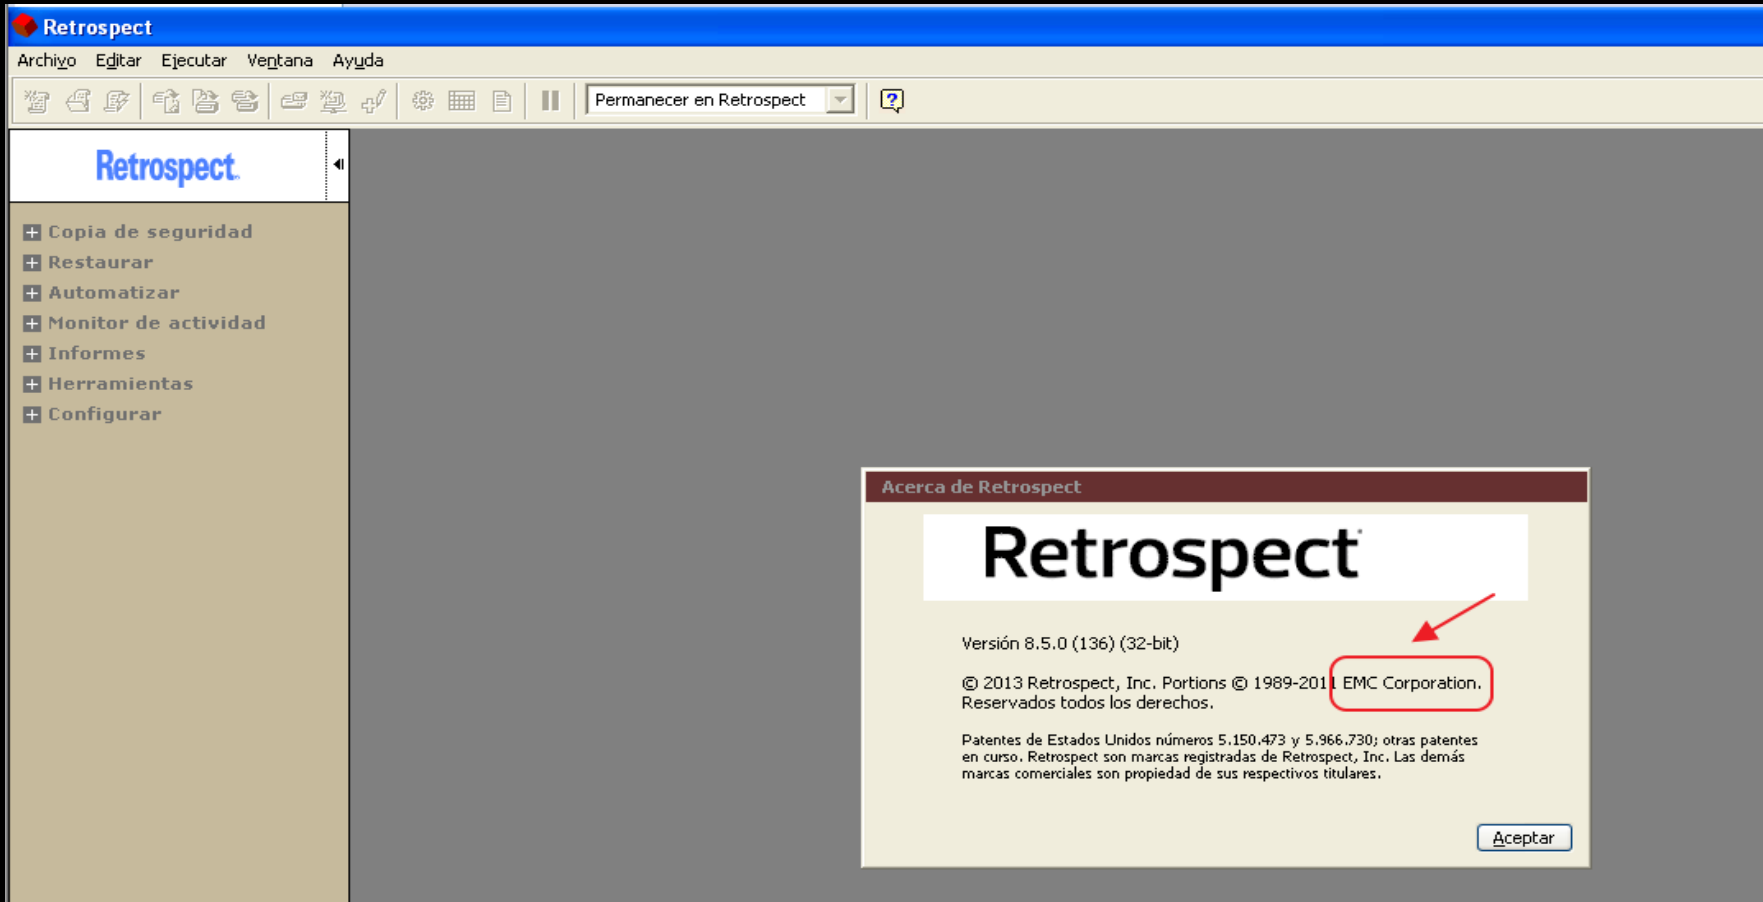 Retrospect
Archivo Editar Ejecutar Ventana Ayuda
Permanecer en Retrospect
Retrospect.
Copia de seguridad
Restaurar
Automatizar
Monitor de actividad
Informes
Herramientas
Configurar
Acerca de Retrospect
Retrospect
Versión 8.5.0 (136) (32-bit)
© 2013 Retrospect, Inc. Portions © 1989-2011 EMC Corporation.
Reservados todos los derechos.
Patentes de Estados Unidos números 5.150.473 y 5.966.730; otras patentes
en curso. Retrospect son marcas registradas de Retrospect, Inc. Las demás
marcas comerciales son propiedad de sus respectivos titulares.
Aceptar